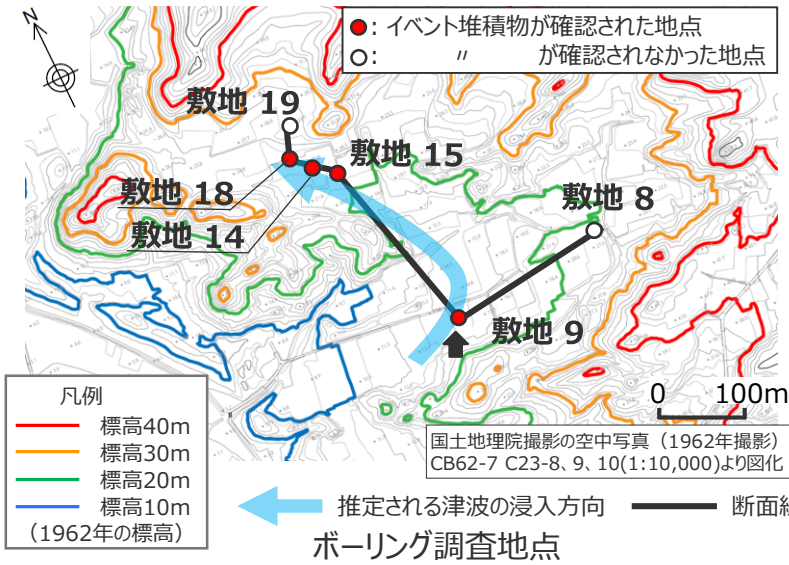 ●: イベント堆積物が確認された地点
○: 〃 が確認されなかった地点
N
敷地 19
敷地 15
敷地 18
敷地 14
敷地 8
敷地 9
0 100m
凡例
標高40m
標高30m
標高20m
標高10m
(1962年の標高)
国土地理院撮影の空中写真（1962年撮影）
CB62-7 C23-8、9、10(1:10,000)より図化
推定される津波の浸入方向
断面
ボーリング調査地点